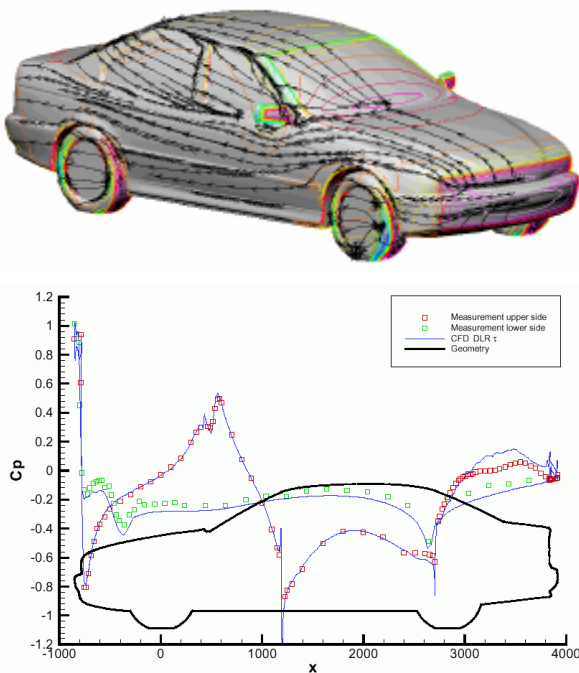 1.2
1
0.8
0.6
0.4
0.2
0
-0.2
-0.4
-0.6
-0.8
-1
-1.2
Cp
Measurement upper side
Measurement lower side
CFD DLR τ
Geometry
-1000 0 1000 2000 3000 4000
x